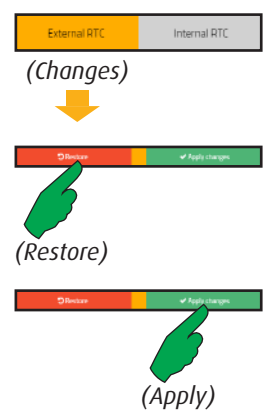 External RTC Internal RTC
(Changes)
Restore Apply changes
(Restore)
Restore Apply changes
(Apply)